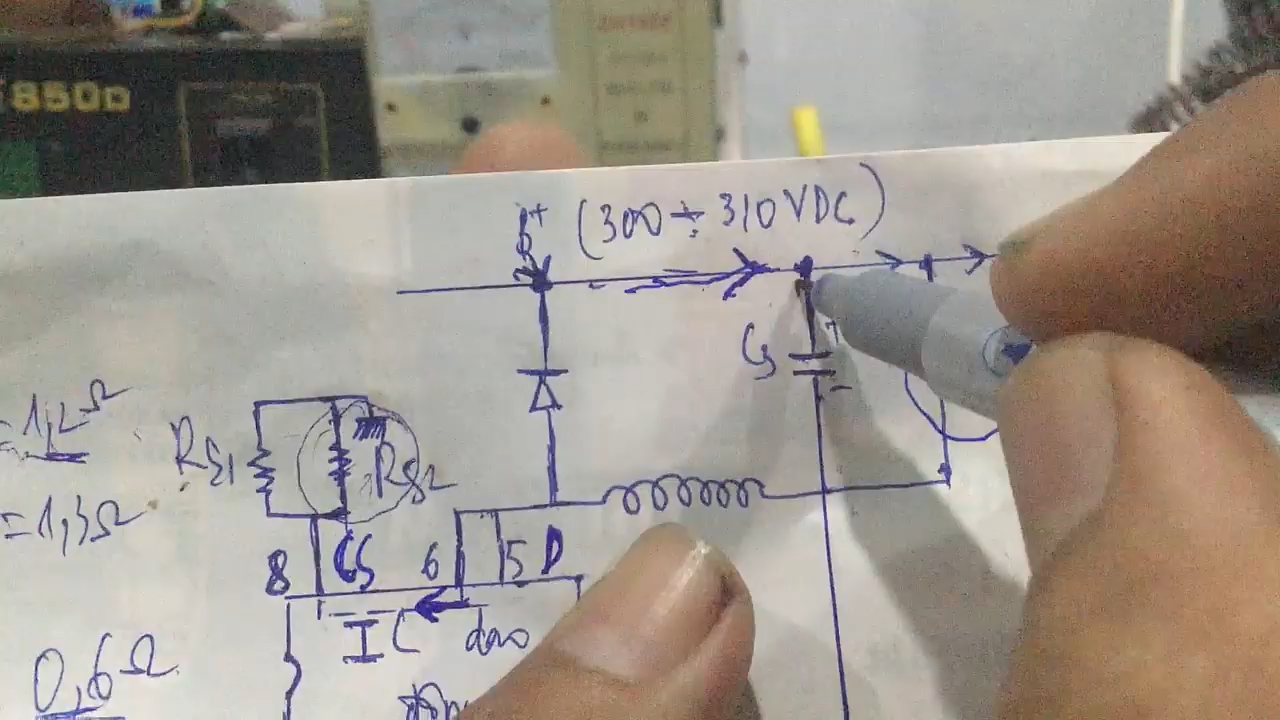 850D
B+ (300 ÷ 310 VDC)
C3 +
-
=1,2Ω
RS1 RS2
=1,3Ω
8 CS 6 5 D
IC dao
0,6Ω